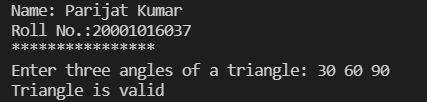 Name: Parijat Kumar
Roll No.:20001016037
****************
Enter three angles of a triangle: 30 60 90
Triangle is valid